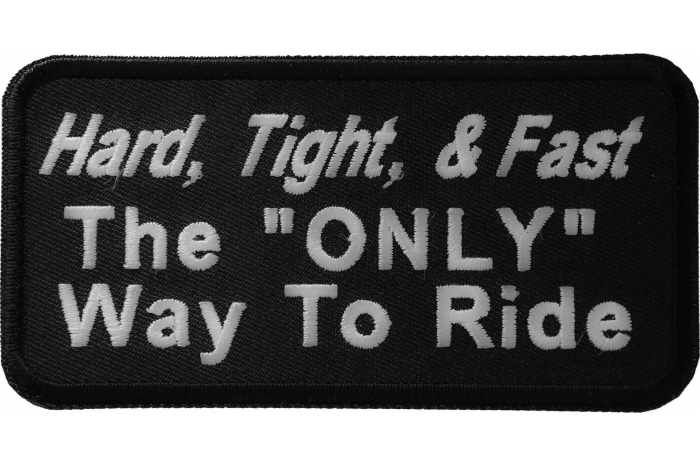 Hard, Tight, & Fast
The "ONLY"
Way To Ride